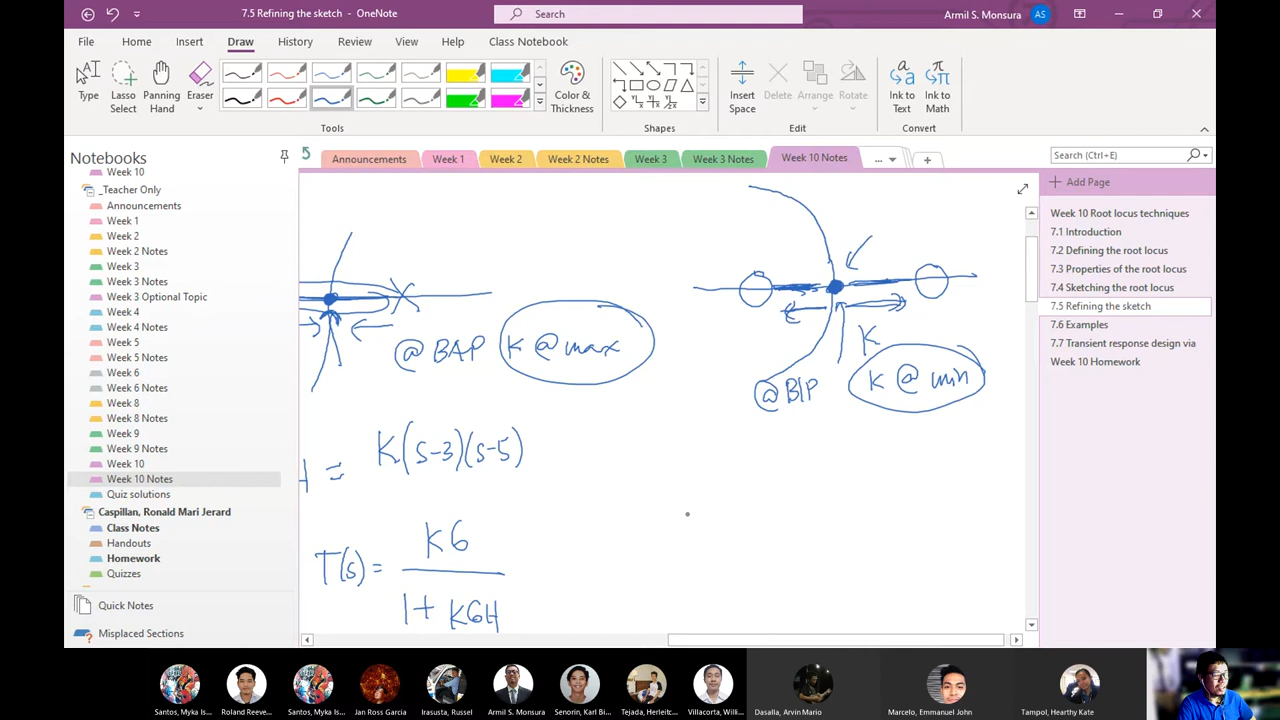 7.5 Refining the sketch - OneNote
Search
Armil S. Monsura
AS
File
Home
Insert
Draw
History
Review
View
Help
Class Notebook
Type
Lasso Select
Panning Hand
Eraser
Color & Thickness
Insert Space
Delete
Arrange
Rotate
Ink to Text
Ink to Math
Tools
Shapes
Edit
Convert
Notebooks
Announcements
Week 1
Week 2
Week 2 Notes
Week 3
Week 3 Notes
Week 10 Notes
...
Search (Ctrl+E)
Week 10
_Teacher Only
Announcements
Week 1
Week 2
Week 2 Notes
Week 3
Week 3 Notes
Week 3 Optional Topic
Week 4
Week 4 Notes
Week 5
Week 5 Notes
Week 6
Week 6 Notes
Week 8
Week 8 Notes
Week 9
Week 9 Notes
Week 10
Week 10 Notes
Quiz solutions
Caspillan, Ronald Mari Jerard
Class Notes
Handouts
Homework
Quizzes
Quick Notes
Misplaced Sections
@ BAP K @ max
K
@ BIP K @ min
= K(s-3)(s-5)
T(s) = KG
1 + KGH
Add Page
Week 10 Root locus techniques
7.1 Introduction
7.2 Defining the root locus
7.3 Properties of the root locus
7.4 Sketching the root locus
7.5 Refining the sketch
7.6 Examples
7.7 Transient response design via
Week 10 Homework
Santos, Myka Is...
Roland Reeve...
Santos, Myka Is...
Jan Ross Garcia
Irasusta, Russel
Armil S. Monsura
Senorin, Karl Bi...
Tejada, Herleitc...
Villacorta, Willi...
Dasalla, Arvin Mario
Marcelo, Emmanuel John
Tampol, Hearthy Kate